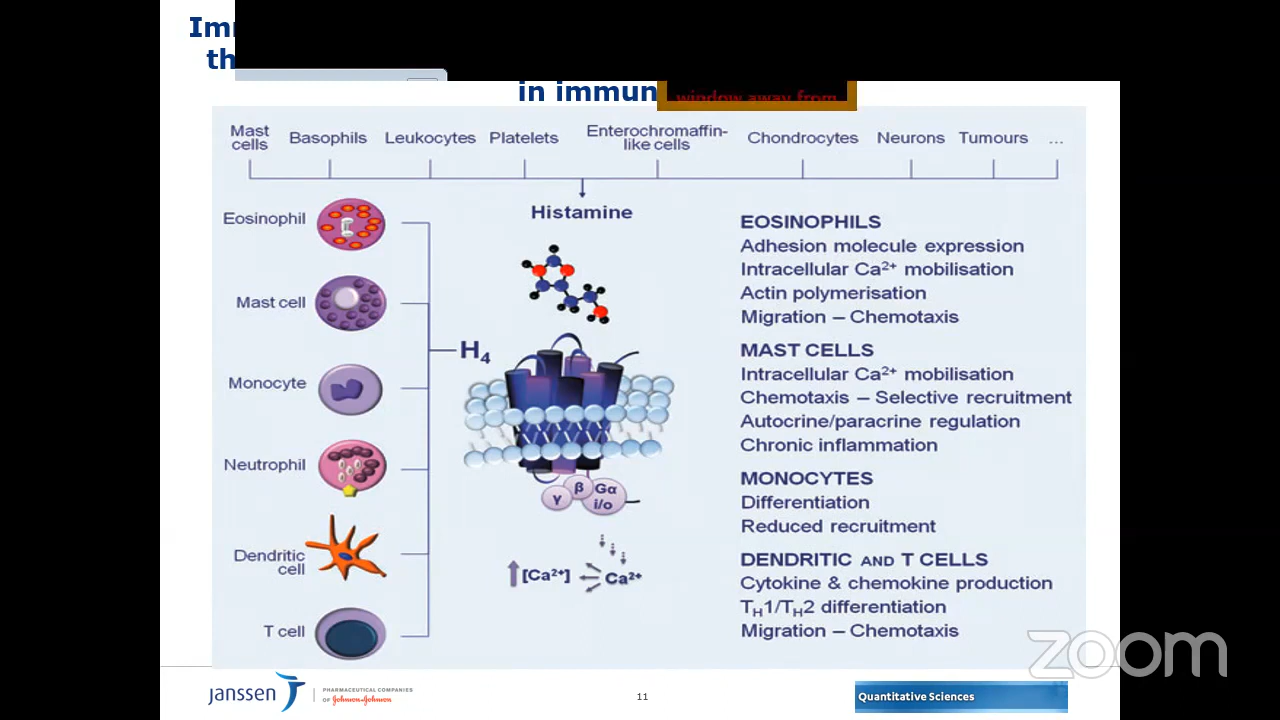 in immun
window away from
Mast cells
Basophils
Leukocytes
Platelets
Enterochromaffin-
like cells
Chondrocytes
Neurons
Tumours
...
Histamine
Eosinophil
Mast cell
Monocyte
Neutrophil
Dendritic
cell
T cell
H4
γ
β
Gα
i/o
[Ca²⁺]
Ca²⁺
EOSINOPHILS
Adhesion molecule expression
Intracellular Ca²⁺ mobilisation
Actin polymerisation
Migration – Chemotaxis
MAST CELLS
Intracellular Ca²⁺ mobilisation
Chemotaxis – Selective recruitment
Autocrine/paracrine regulation
Chronic inflammation
MONOCYTES
Differentiation
Reduced recruitment
DENDRITIC AND T CELLS
Cytokine & chemokine production
TH1/TH2 differentiation
Migration – Chemotaxis
janssen
PHARMACEUTICAL COMPANIES
OF Johnson & Johnson
11
Quantitative Sciences
zoom